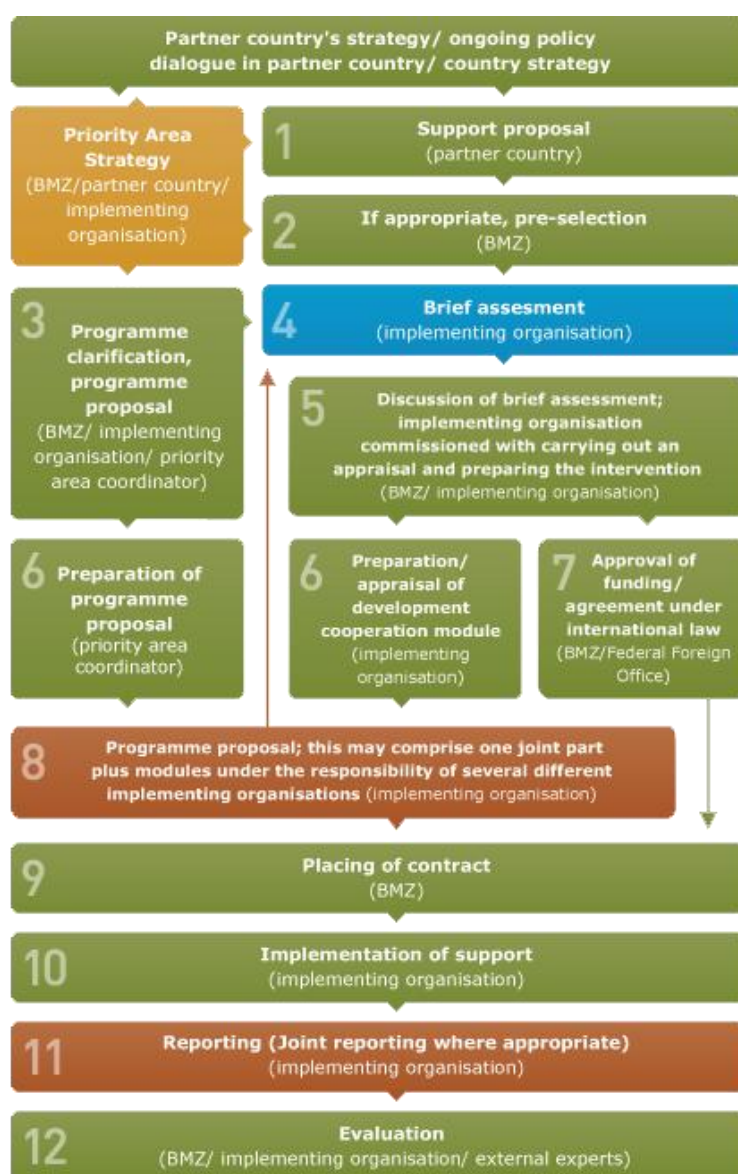 Partner country's strategy/ ongoing policy
dialogue in partner country/ country strategy
Priority Area
Strategy
(BMZ/partner country/
implementing
organisation)
1
Support proposal
(partner country)
2
If appropriate, pre-selection
(BMZ)
3
Programme
clarification,
programme
proposal
(BMZ/ implementing
organisation/ priority
area coordinator)
4
Brief assesment
(implementing organisation)
5
Discussion of brief assessment;
implementing organisation
commissioned with carrying out an
appraisal and preparing the intervention
(BMZ/ implementing organisation)
6
Preparation of
programme
proposal
(priority area
coordinator)
6
Preparation/
appraisal of
development
cooperation module
(implementing
organisation)
7
Approval of
funding/
agreement under
international law
(BMZ/Federal Foreign
Office)
8
Programme proposal; this may comprise one joint part
plus modules under the responsibility of several different
implementing organisations (implementing organisation)
9
Placing of contract
(BMZ)
10
Implementation of support
(implementing organisation)
11
Reporting (Joint reporting where appropriate)
(implementing organisation)
12
Evaluation
(BMZ/ implementing organisation/ external experts)